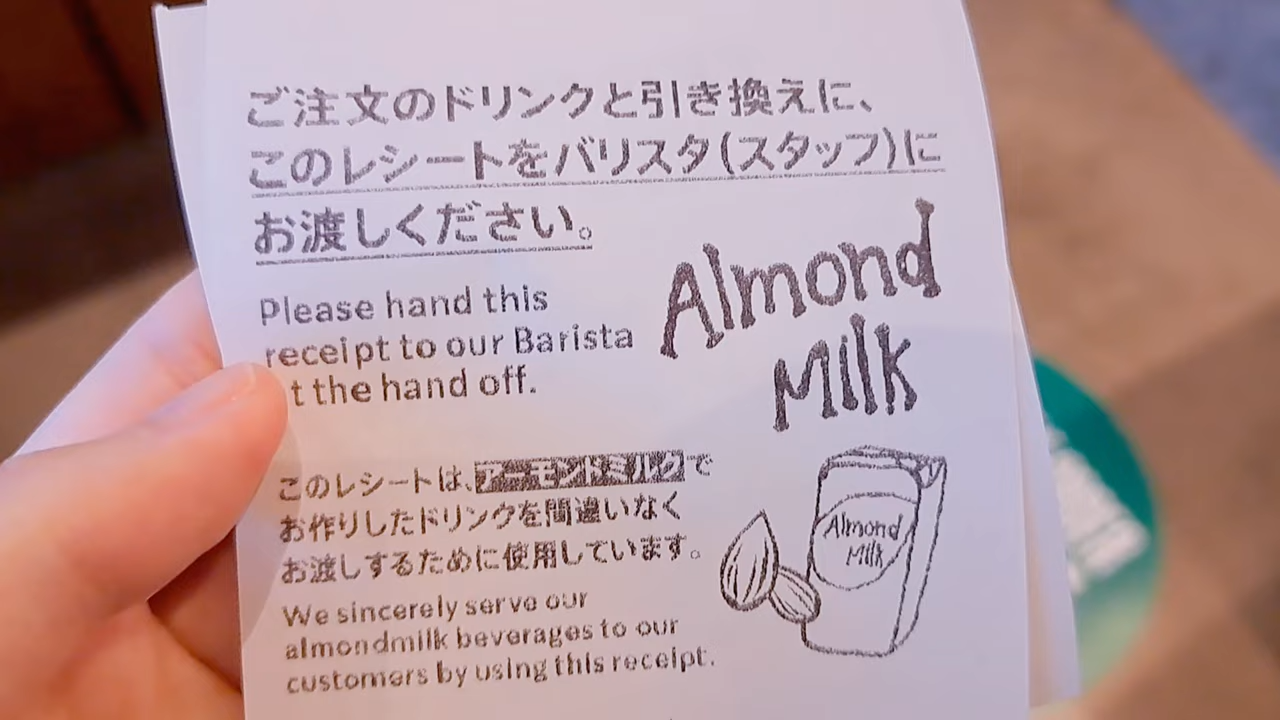 ご注文のドリンクと引き換えに、
このレシートをバリスタ(スタッフ)に
お渡しください。
Please hand this
receipt to our Barista
t the hand off.
Almond
Milk
このレシートは、アーモンドミルクで
お作りしたドリンクを間違いなく
お渡しするために使用しています。
Almond
Milk
We sincerely serve our
almondmilk beverages to our
customers by using this receipt.